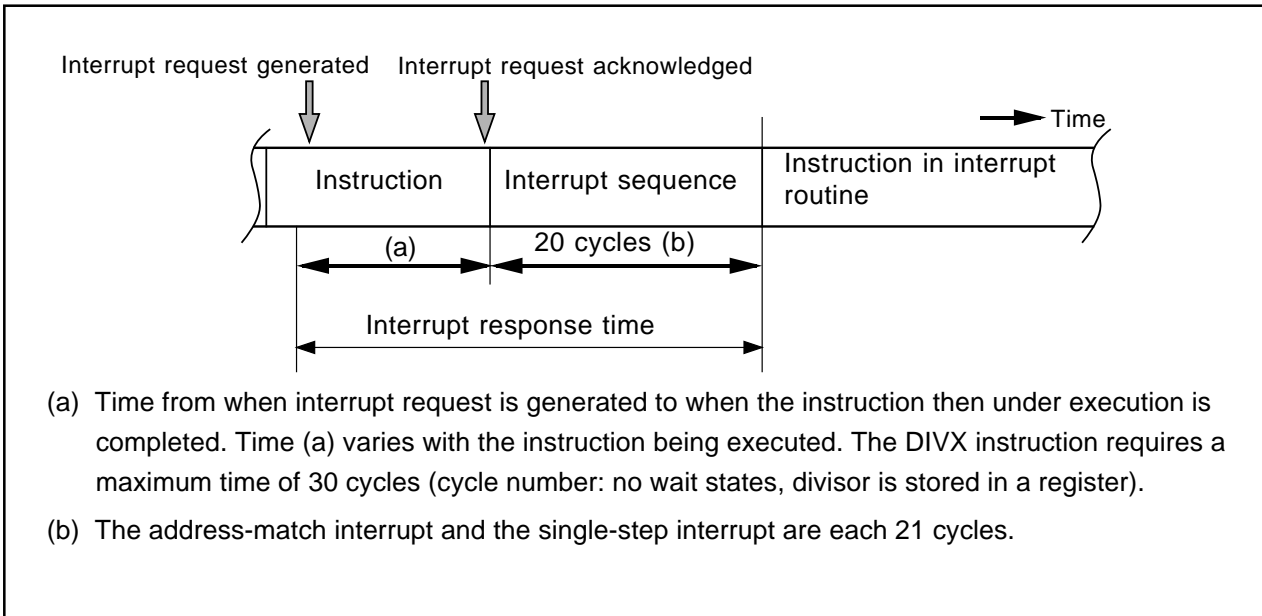 Interrupt request generated
Interrupt request acknowledged
Time
Instruction
Interrupt sequence
Instruction in interrupt
routine
(a)
20 cycles (b)
Interrupt response time
(a) Time from when interrupt request is generated to when the instruction then under execution is
completed. Time (a) varies with the instruction being executed. The DIVX instruction requires a
maximum time of 30 cycles (cycle number: no wait states, divisor is stored in a register).
(b) The address-match interrupt and the single-step interrupt are each 21 cycles.